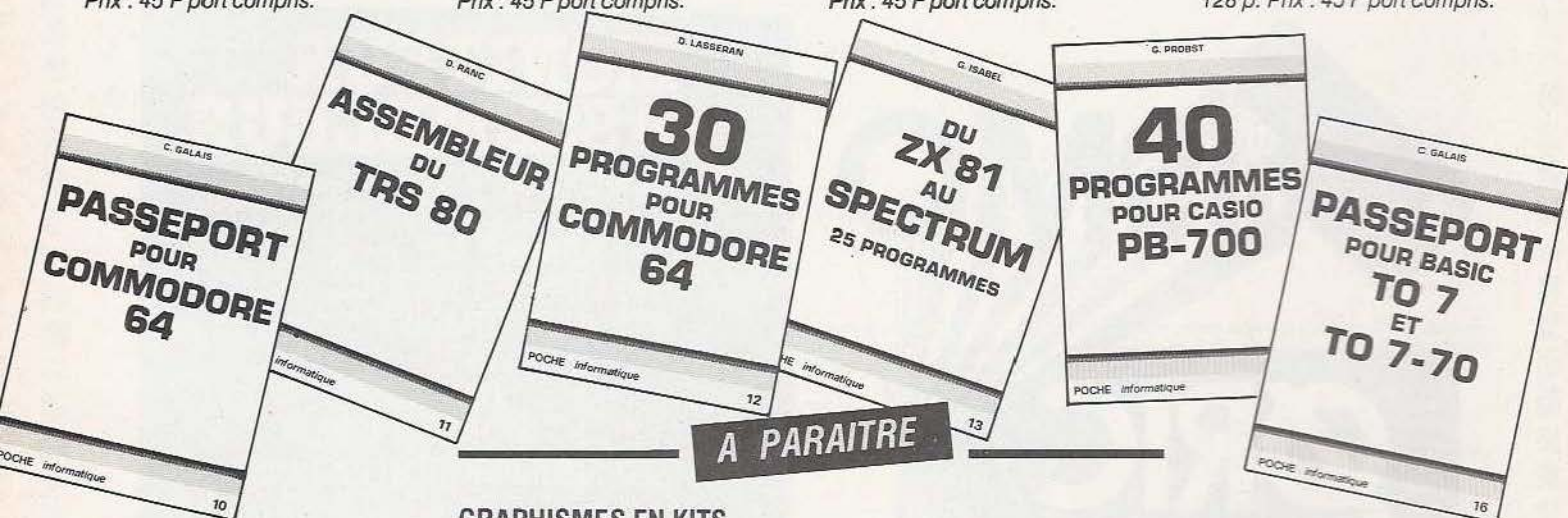 Prix : 45 F port compris.
Prix : 45 F port compris.
Prix : 45 F port compris.
128 p. Prix : 45 F port compris.
C. GALAIS
PASSEPORT
POUR
COMMODORE
64
POCHE informatique
10
D. RANC
ASSEMBLEUR
DU
TRS 80
informatique
11
D. LASSERAN
30
PROGRAMMES
POUR
COMMODORE
64
POCHE informatique
12
G. ISABEL
DU
ZX 81
AU
SPECTRUM
25 PROGRAMMES
informatique
13
G. PROBST
40
PROGRAMMES
POUR CASIO
PB-700
POCHE informatique
C. GALAIS
PASSEPORT
POUR BASIC
TO 7
ET
TO 7-70
POCHE informatique
16
A PARAITRE
GRAPHISMES EN KITS